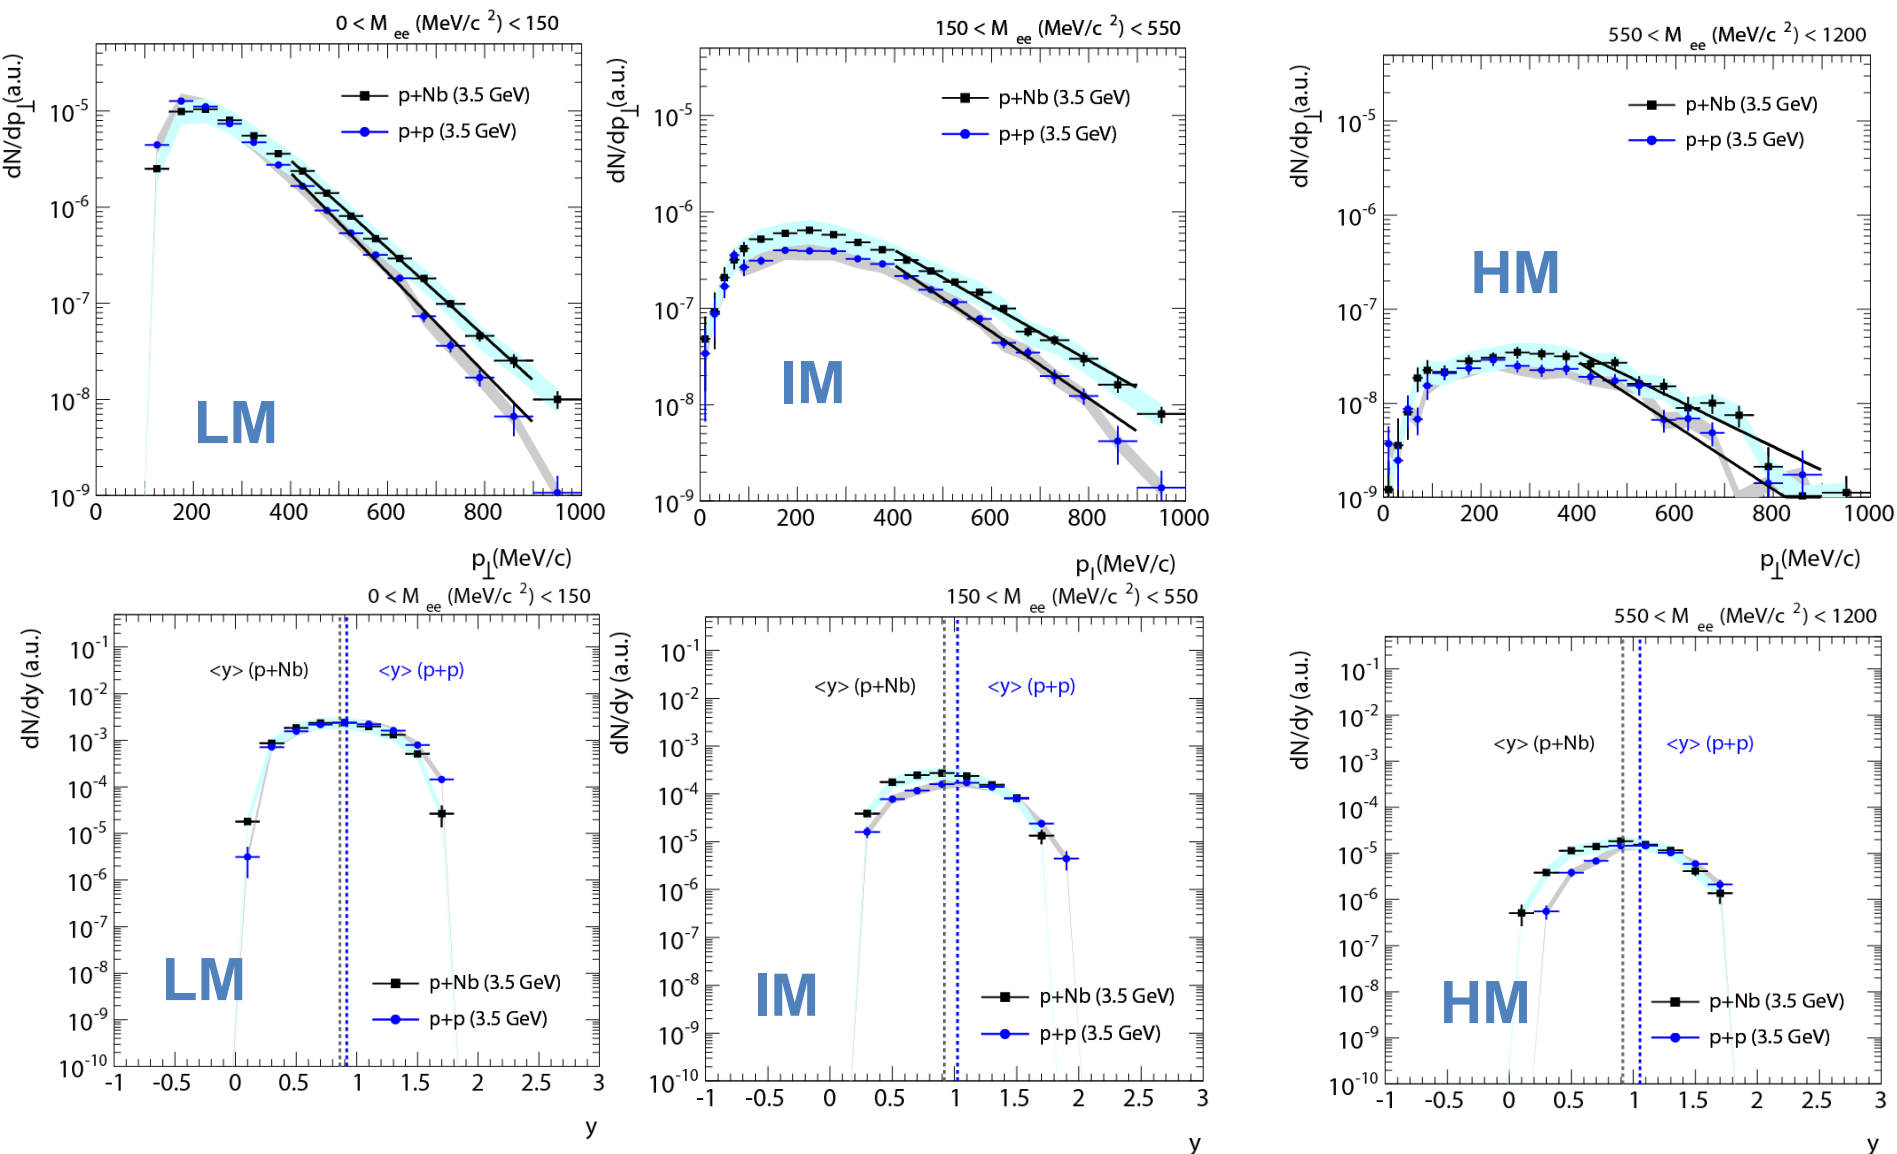 0 < M ee (MeV/c 2) < 150
dN/dp⊥(a.u.)
p+Nb (3.5 GeV)
p+p (3.5 GeV)
10-5
10-6
10-7
10-8
10-9
LM
0 200 400 600 800 1000
p⊥(MeV/c)
150 < M ee (MeV/c 2) < 550
dN/dp⊥(a.u.)
p+Nb (3.5 GeV)
p+p (3.5 GeV)
10-5
10-6
10-7
10-8
10-9
IM
0 200 400 600 800 1000
p|(MeV/c)
550 < M ee (MeV/c 2) < 1200
dN/dp⊥(a.u.)
p+Nb (3.5 GeV)
p+p (3.5 GeV)
10-5
10-6
10-7
10-8
10-9
HM
0 200 400 600 800 1000
p⊥(MeV/c)
0 < M ee (MeV/c 2) < 150
dN/dy (a.u.)
<y> (p+Nb) <y> (p+p)
10-1
10-2
10-3
10-4
10-5
10-6
10-7
10-8
10-9
10-10
LM
p+Nb (3.5 GeV)
p+p (3.5 GeV)
-1 -0.5 0 0.5 1 1.5 2 2.5 3
y
150 < M ee (MeV/c 2) < 550
dN/dy (a.u.)
<y> (p+Nb) <y> (p+p)
10-1
10-2
10-3
10-4
10-5
10-6
10-7
10-8
10-9
10-10
IM
p+Nb (3.5 GeV)
p+p (3.5 GeV)
-1 -0.5 0 0.5 1 1.5 2 2.5 3
y
550 < M ee (MeV/c 2) < 1200
dN/dy (a.u.)
<y> (p+Nb) <y> (p+p)
10-1
10-2
10-3
10-4
10-5
10-6
10-7
10-8
10-9
10-10
HM
p+Nb (3.5 GeV)
p+p (3.5 GeV)
-1 -0.5 0 0.5 1 1.5 2 2.5 3
y